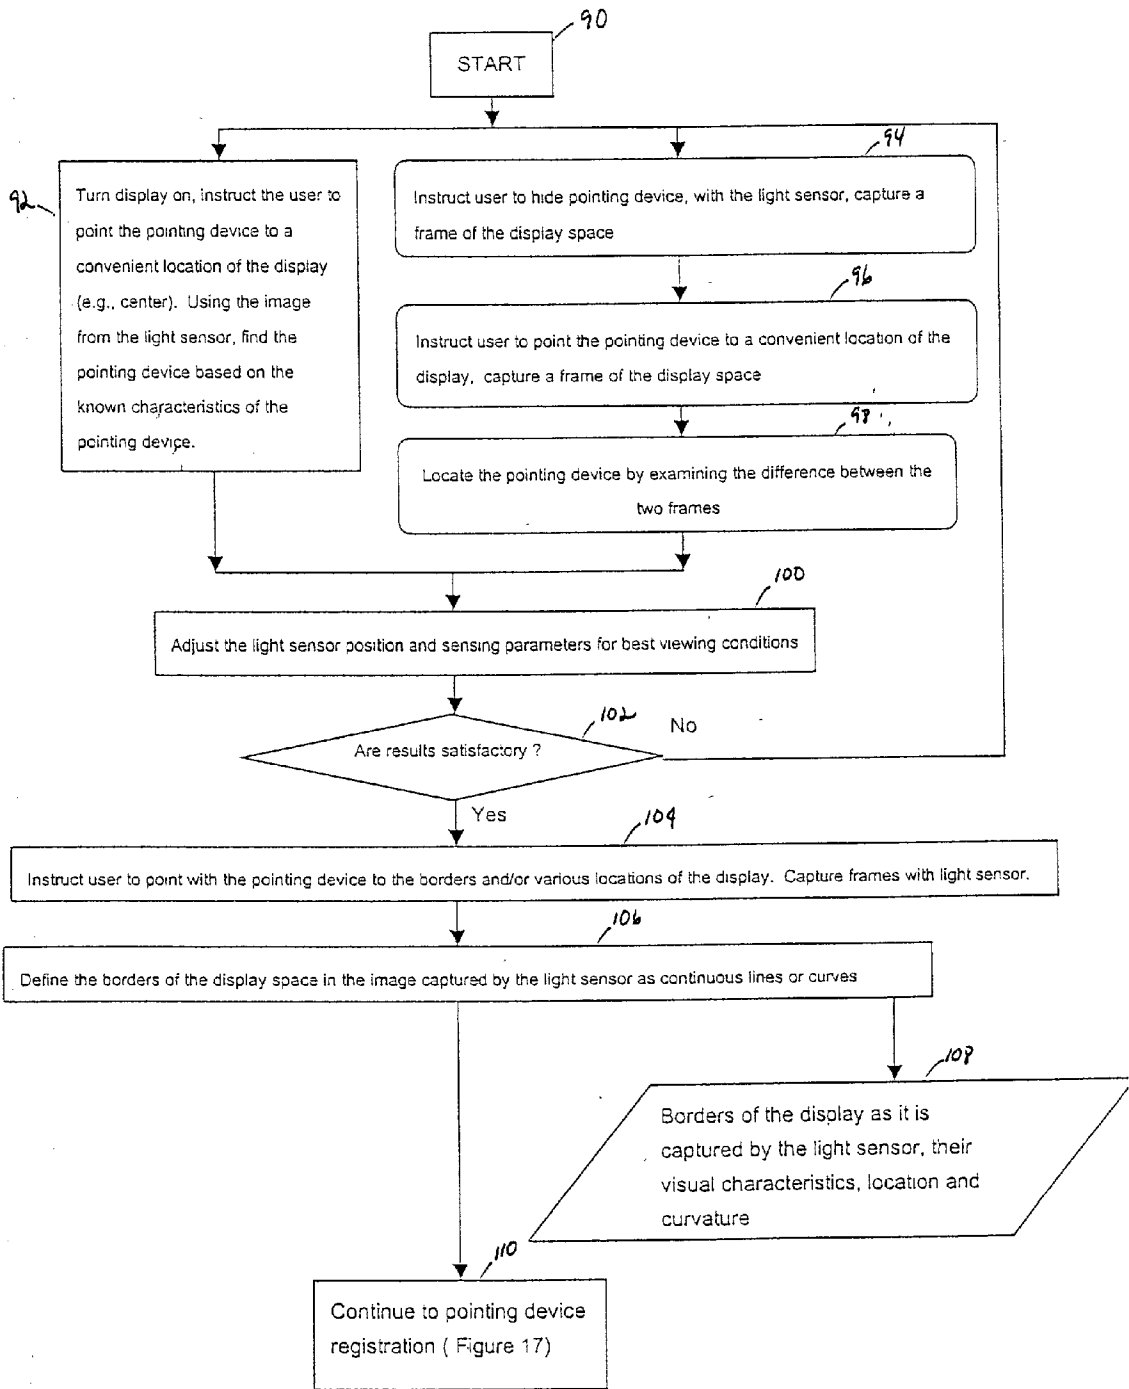 90
START
94
92
Turn display on, instruct the user to
point the pointing device to a
convenient location of the display
(e.g., center). Using the image
from the light sensor, find the
pointing device based on the
known characteristics of the
pointing device.
Instruct user to hide pointing device, with the light sensor, capture a
frame of the display space
96
Instruct user to point the pointing device to a convenient location of the
display, capture a frame of the display space
98
Locate the pointing device by examining the difference between the
two frames
100
Adjust the light sensor position and sensing parameters for best viewing conditions
102
No
Are results satisfactory ?
Yes
104
Instruct user to point with the pointing device to the borders and/or various locations of the display. Capture frames with light sensor.
106
Define the borders of the display space in the image captured by the light sensor as continuous lines or curves
108
Borders of the display as it is
captured by the light sensor, their
visual characteristics, location and
curvature
110
Continue to pointing device
registration ( Figure 17)